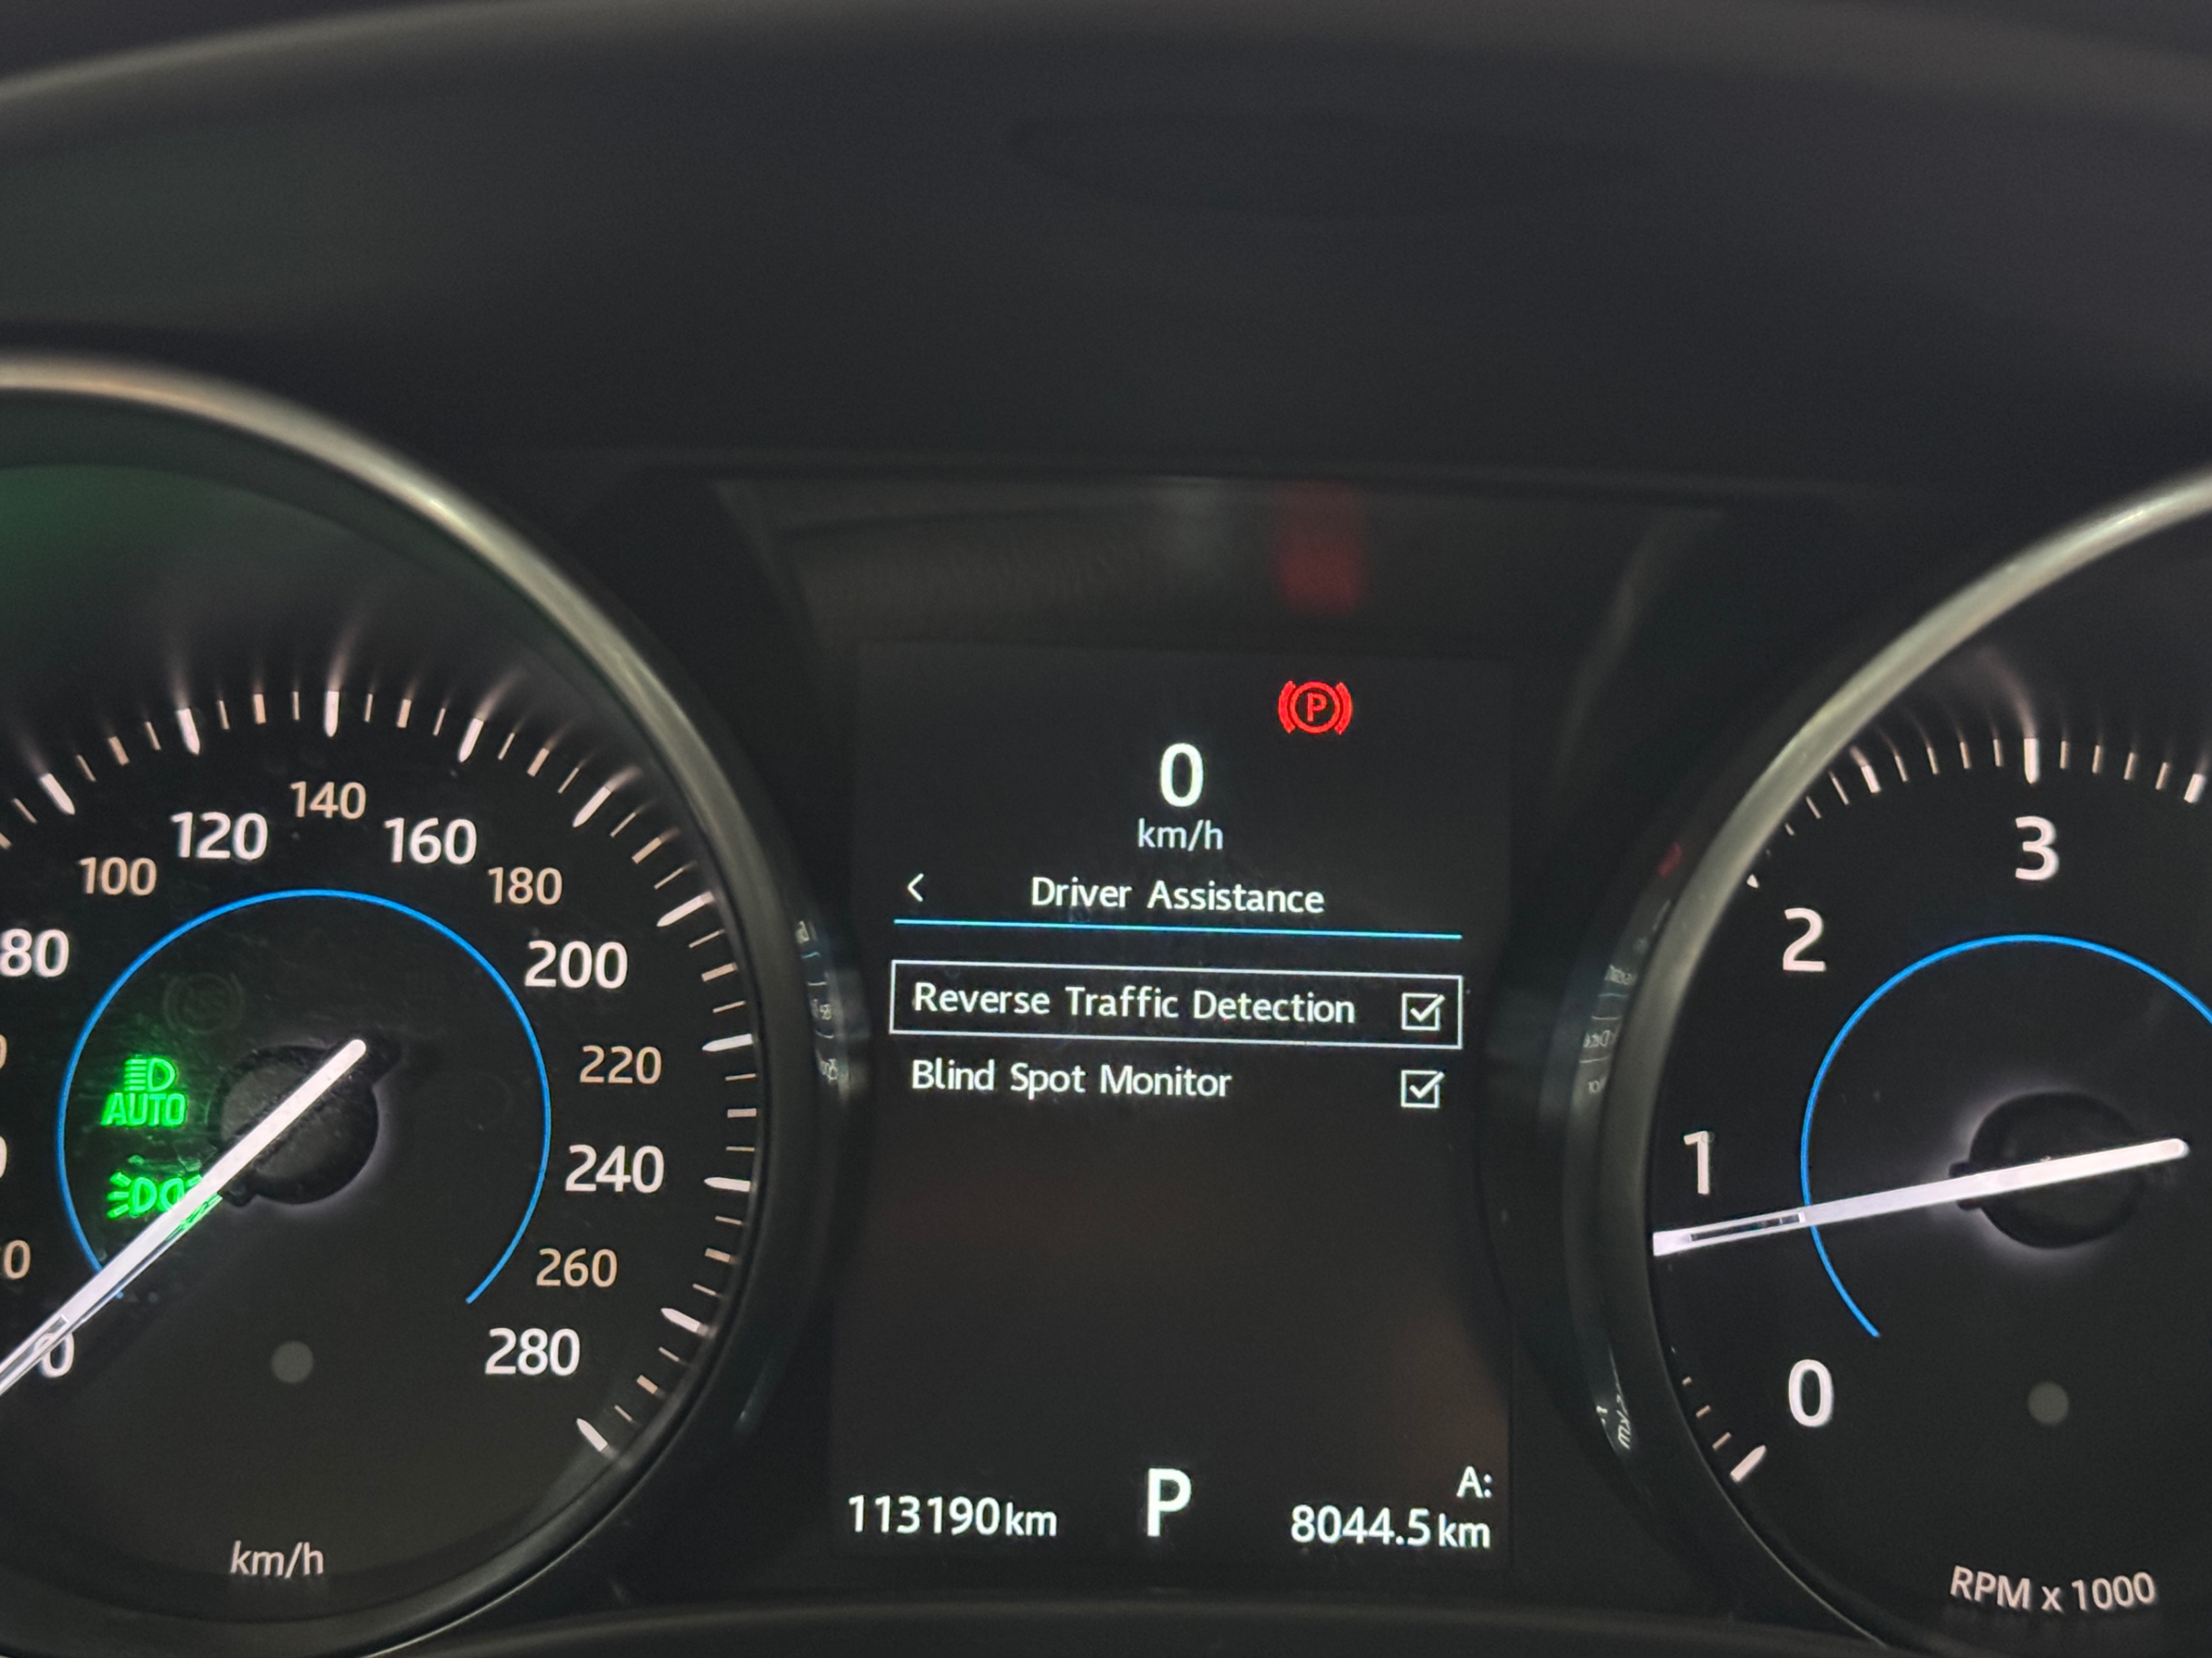 P
0
km/h
Driver Assistance
Reverse Traffic Detection
Blind Spot Monitor
113190km
P
A:
8044.5km
0
80
100
120
140
160
180
200
220
240
260
280
km/h
AUTO
0
1
2
3
RPM x 1000